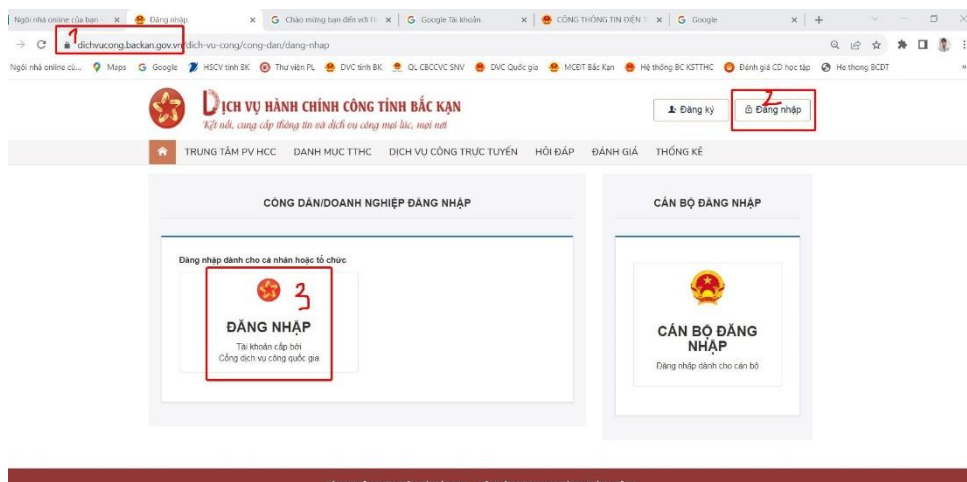 Ngôi nhà online của bạn
Đăng nhập
Chào mừng bạn đến với
Google Tài khoản
CỔNG THÔNG TIN ĐIỆN
Google
1
dichvucong.backan.gov.vn/dich-vu-cong/cong-dan/dang-nhap
Ngôi nhà online củ... Maps Google HSCV tỉnh BK Thư viện PL DVC tỉnh BK QL CBCCVC SNV DVC Quốc gia MCĐT Bắc Kạn Hệ thống BC KSTTHC Đánh giá CD học tập He thong BCDT
DỊCH VỤ HÀNH CHÍNH CÔNG TỈNH BẮC KẠN
Kết nối, cung cấp thông tin và dịch vụ công mọi lúc, mọi nơi
Đăng ký
2
Đăng nhập
TRUNG TÂM PV HCC DANH MỤC TTHC DỊCH VỤ CÔNG TRỰC TUYẾN HỎI ĐÁP ĐÁNH GIÁ THỐNG KÊ
CÔNG DÂN/DOANH NGHIỆP ĐĂNG NHẬP
Đăng nhập dành cho cá nhân hoặc tổ chức
3
ĐĂNG NHẬP
Tài khoản cấp bởi
Cổng dịch vụ công quốc gia
CÁN BỘ ĐĂNG NHẬP
CÁN BỘ ĐĂNG
NHẬP
Đăng nhập dành cho cán bộ